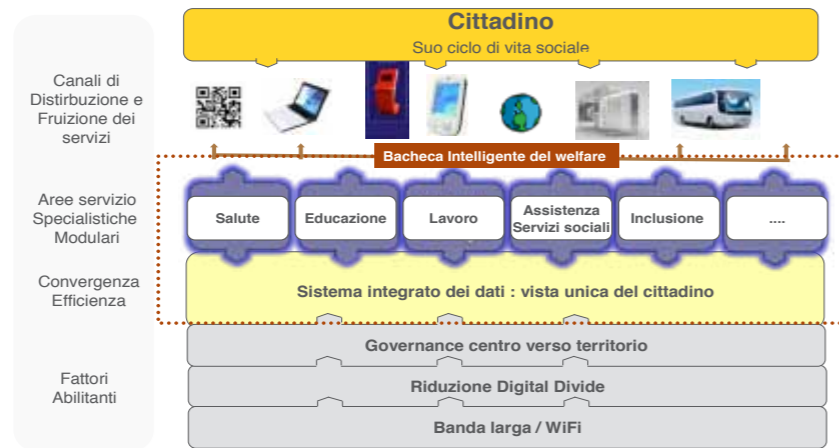 Cittadino
Suo ciclo di vita sociale
Canali di
Distirbuzione e
Fruizione dei
servizi
Bacheca Intelligente del welfare
Aree servizio
Specialistiche
Modulari
Salute
Educazione
Lavoro
Assistenza
Servizi sociali
Inclusione
....
Convergenza
Efficienza
Sistema integrato dei dati : vista unica del cittadino
Governance centro verso territorio
Fattori
Abilitanti
Riduzione Digital Divide
Banda larga / WiFi